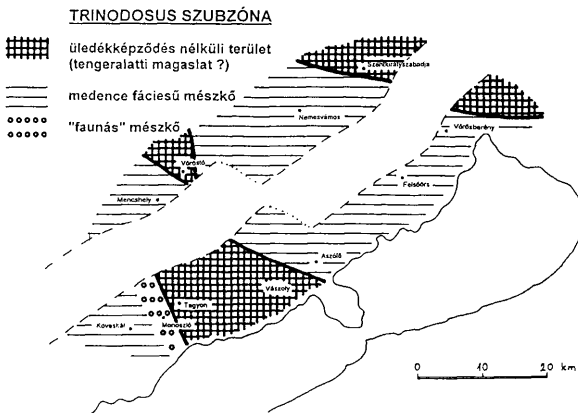 TRINODOSUS SZUBZÓNA
üledékképződés nélküli terület
(tengeralatti magaslat ?)
medence fáciesű mészkő
"faunás" mészkő
Szentkirályszabadja
Nemesvámos
Vörösberény
Vöröstó
Felsőörs
Mencshely
Aszófő
Vászoly
Tagyon
Monoszló
Köveskál
0 10 20 km